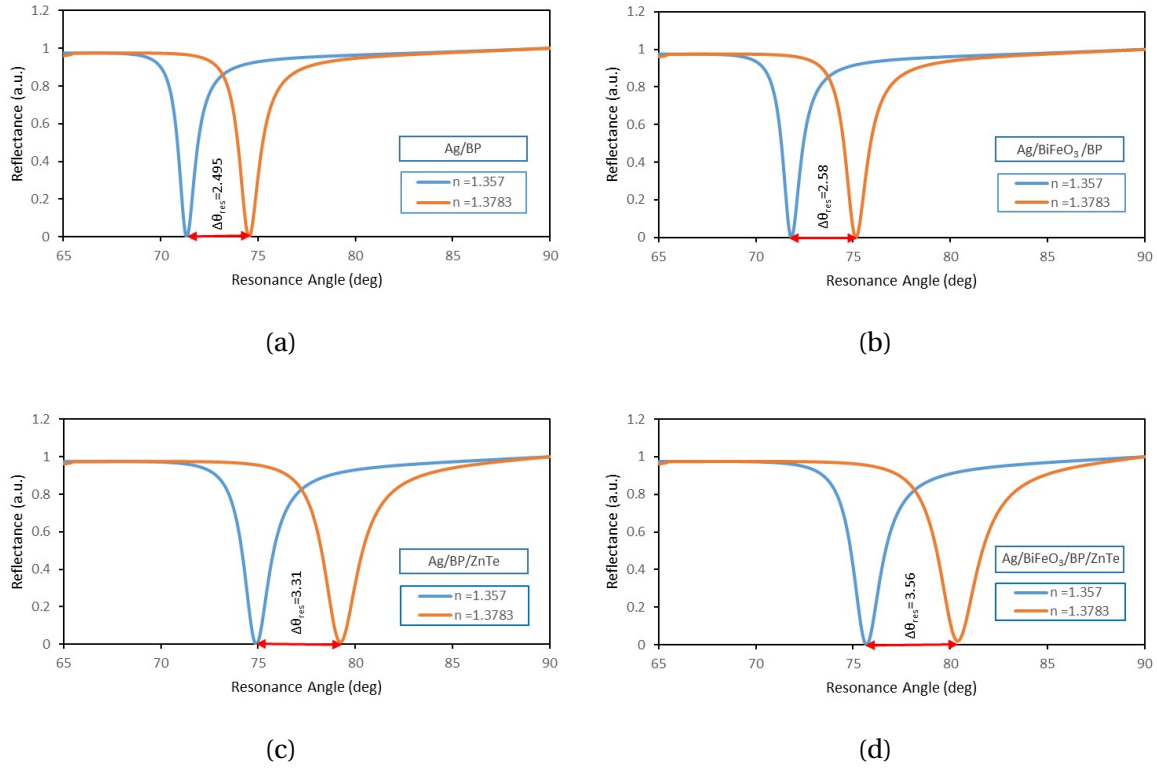 1.2
1
0.8
0.6
0.4
0.2
0
65
70
75
80
85
90
Reflectance (a.u.)
Resonance Angle (deg)
Δθres=2.495
Ag/BP
n =1.357
n =1.3783
(a)
1.2
1
0.8
0.6
0.4
0.2
0
65
70
75
80
85
90
Reflectance (a.u.)
Resonance Angle (deg)
Δθres=2.58
Ag/BiFeO₃/BP
n =1.357
n =1.3783
(b)
1.2
1
0.8
0.6
0.4
0.2
0
65
70
75
80
85
90
Reflectance (a.u.)
Resonance Angle (deg)
Δθres=3.31
Ag/BP/ZnTe
n =1.357
n =1.3783
(c)
1.2
1
0.8
0.6
0.4
0.2
0
65
70
75
80
85
90
Reflectance (a.u.)
Resonance Angle (deg)
Δθres=3.56
Ag/BiFeO₃/BP/ZnTe
n =1.357
n =1.3783
(d)